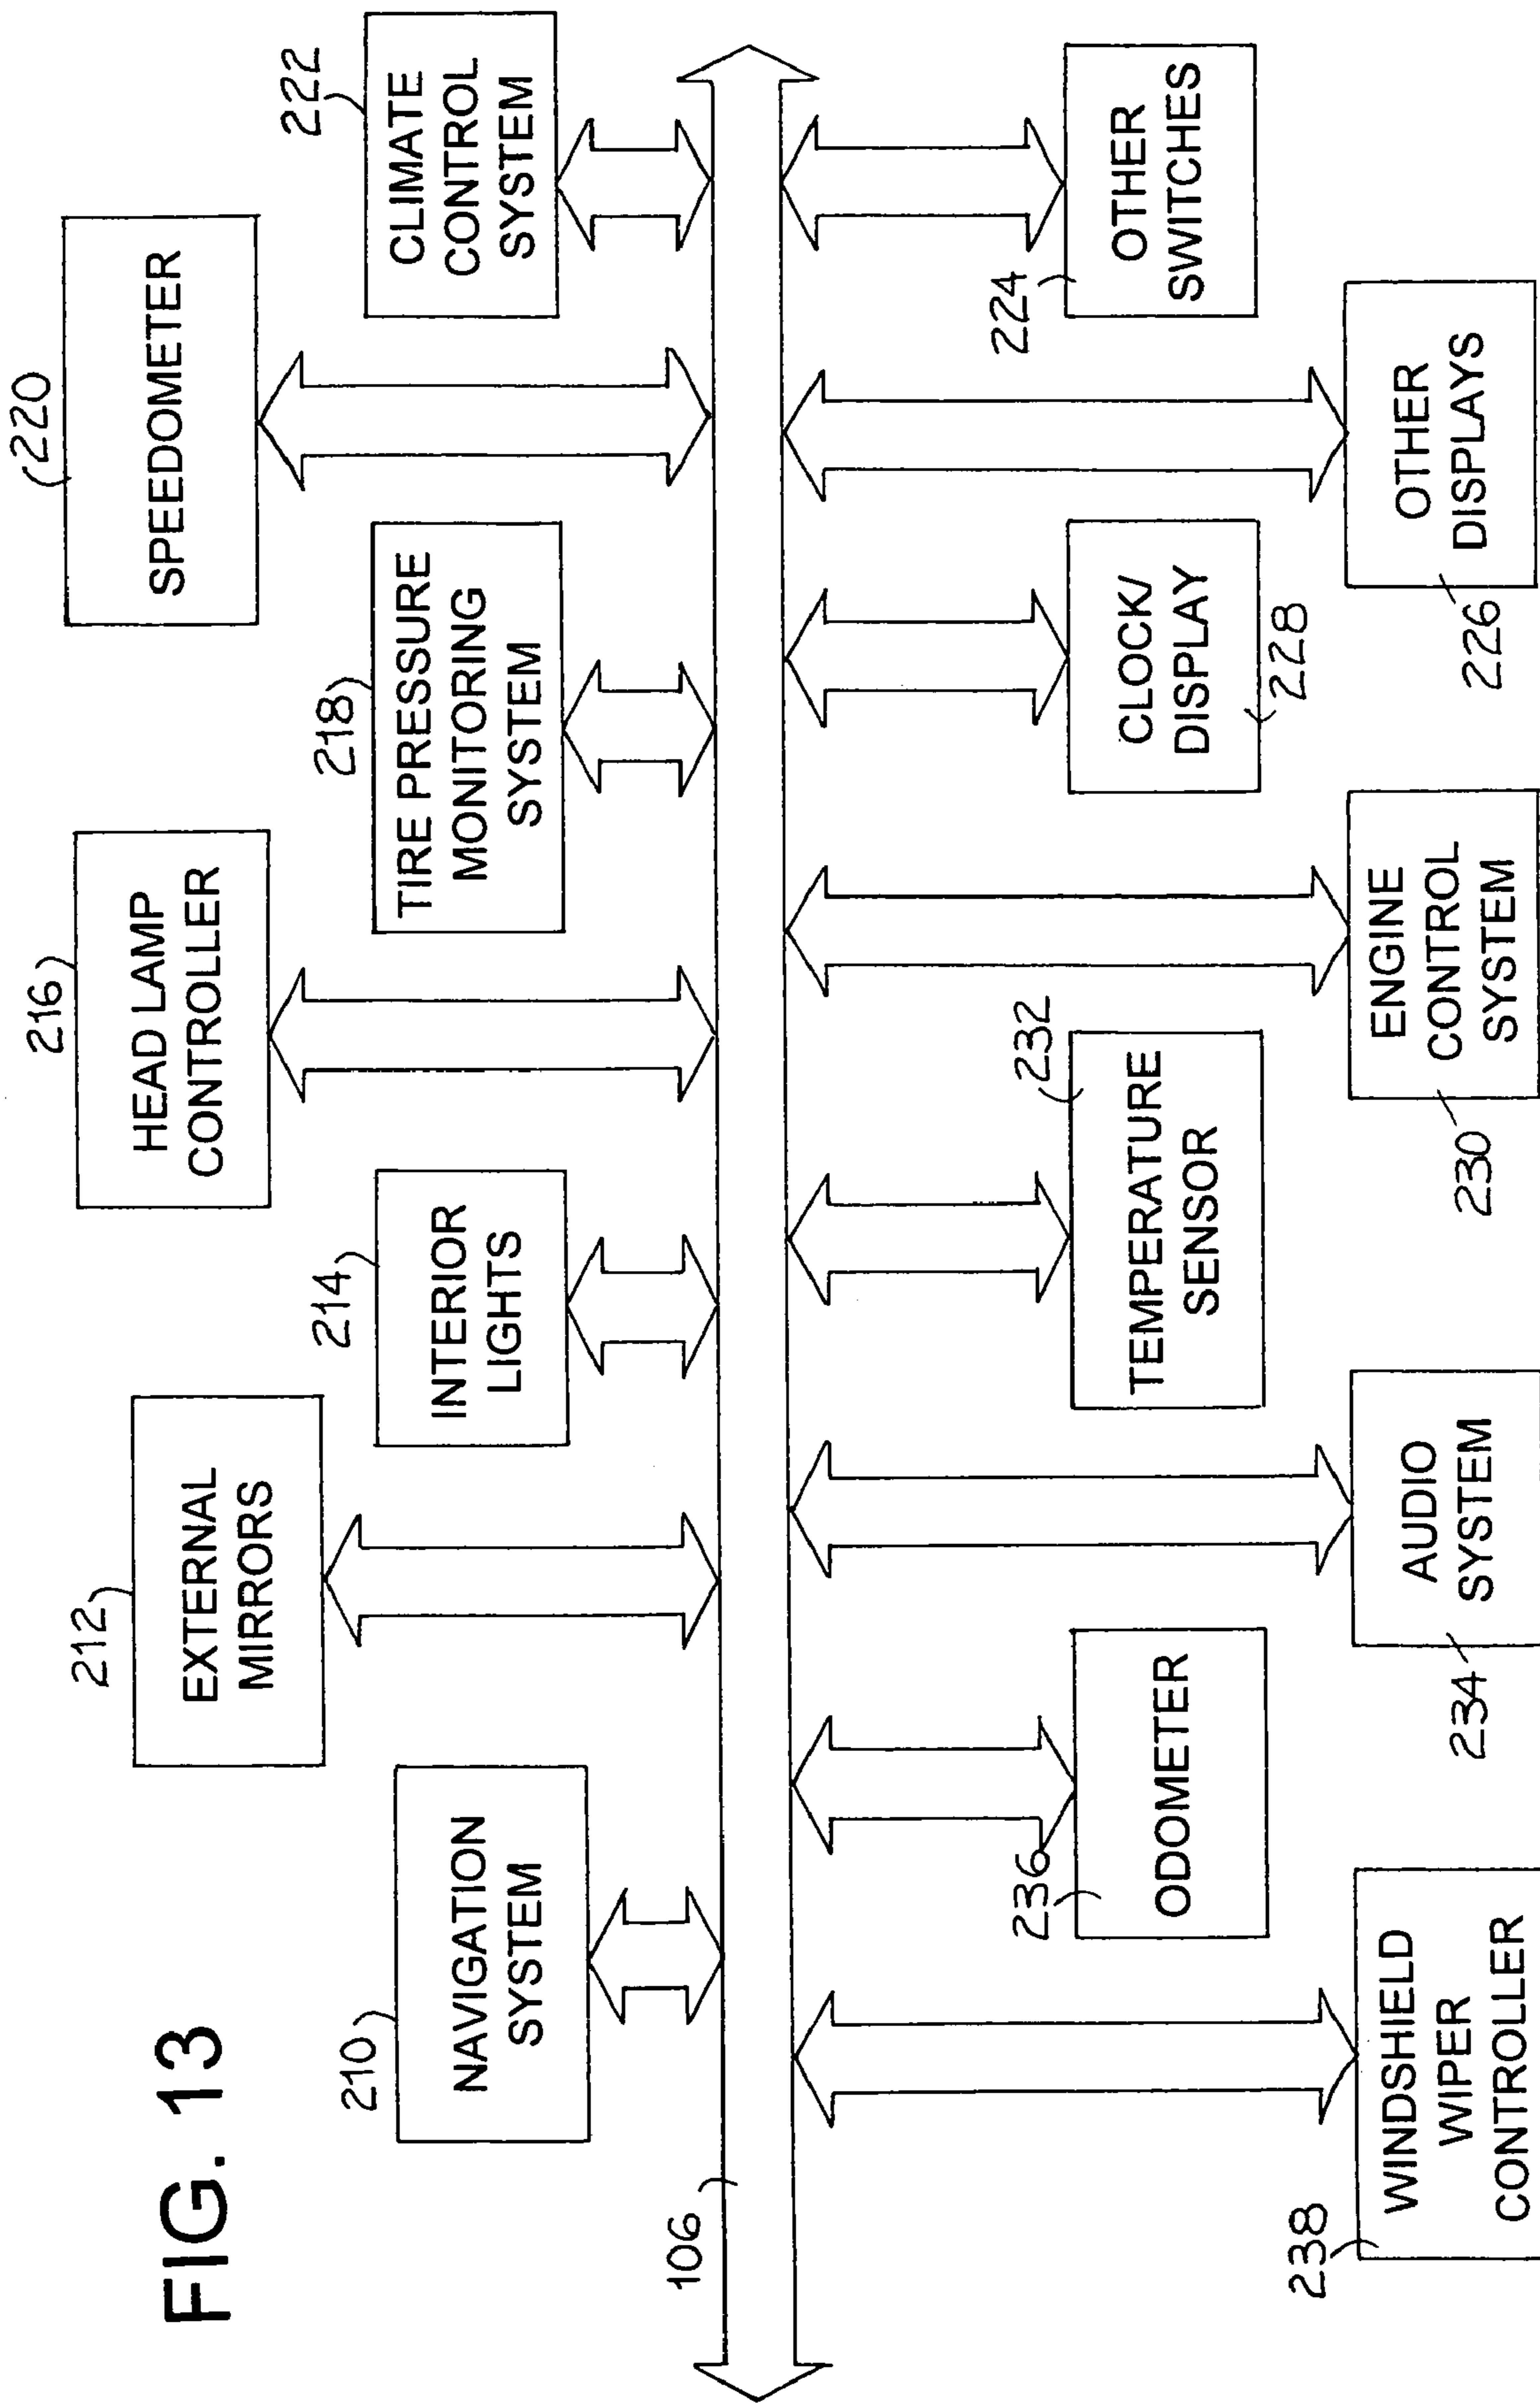 FIG. 13
210
NAVIGATION
SYSTEM
212
EXTERNAL
MIRRORS
214
INTERIOR
LIGHTS
216
HEAD LAMP
CONTROLLER
218
TIRE PRESSURE
MONITORING
SYSTEM
220
SPEEDOMETER
222
CLIMATE
CONTROL
SYSTEM
106
238
WINDSHIELD
WIPER
CONTROLLER
236
ODOMETER
234
AUDIO
SYSTEM
232
TEMPERATURE
SENSOR
230
ENGINE
CONTROL
SYSTEM
228
CLOCK/
DISPLAY
226
OTHER
DISPLAYS
224
OTHER
SWITCHES